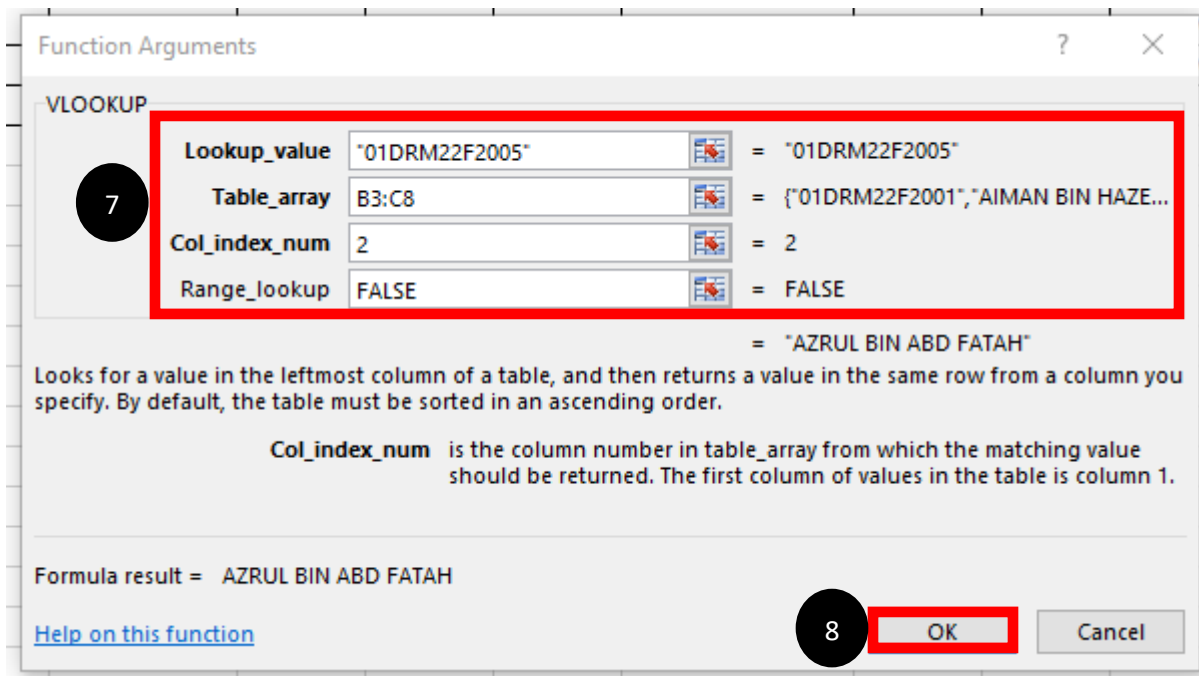 Function Arguments ? ×
VLOOKUP
7
Lookup_value "01DRM22F2005" = "01DRM22F2005"
Table_array B3:C8 = {"01DRM22F2001","AIMAN BIN HAZE...
Col_index_num 2 = 2
Range_lookup FALSE = FALSE
= "AZRUL BIN ABD FATAH"
Looks for a value in the leftmost column of a table, and then returns a value in the same row from a column you
specify. By default, the table must be sorted in an ascending order.
Col_index_num is the column number in table_array from which the matching value
should be returned. The first column of values in the table is column 1.
Formula result = AZRUL BIN ABD FATAH
Help on this function 8 OK Cancel